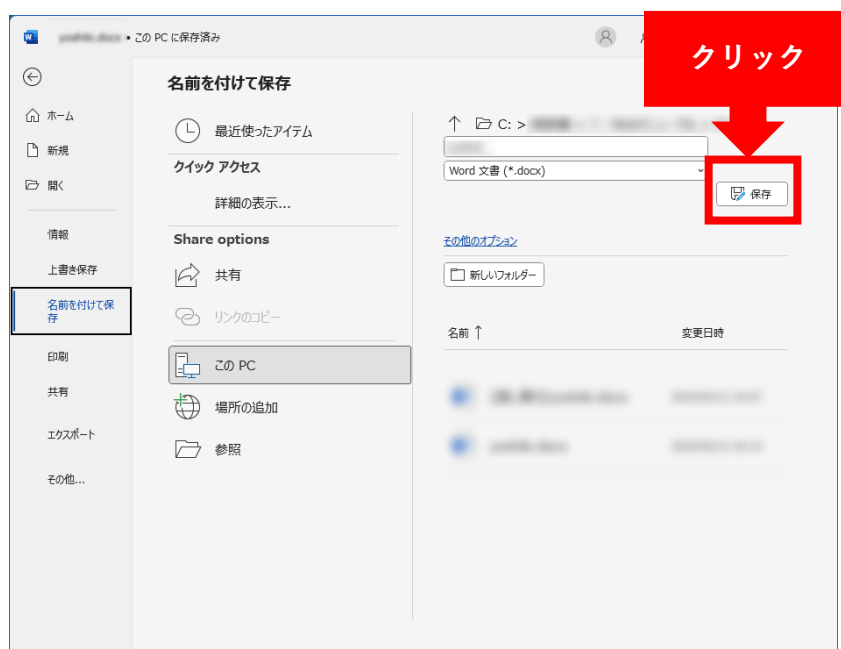 • この PC に保存済み
クリック
名前を付けて保存
ホーム
新規
開く
情報
上書き保存
名前を付けて保
存
印刷
共有
エクスポート
その他...
最近使ったアイテム
クイック アクセス
詳細の表示...
Share options
共有
リンクのコピー
この PC
場所の追加
参照
↑ C: >
Word 文書 (*.docx)
保存
その他のオプション
新しいフォルダー
名前 ↑ 変更日時